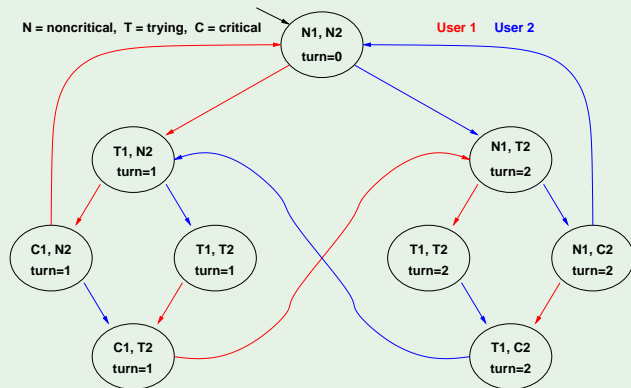 N = noncritical, T = trying, C = critical
User 1 User 2
N1, N2
turn=0
T1, N2
turn=1
N1, T2
turn=2
C1, N2
turn=1
T1, T2
turn=1
T1, T2
turn=2
N1, C2
turn=2
C1, T2
turn=1
T1, C2
turn=2